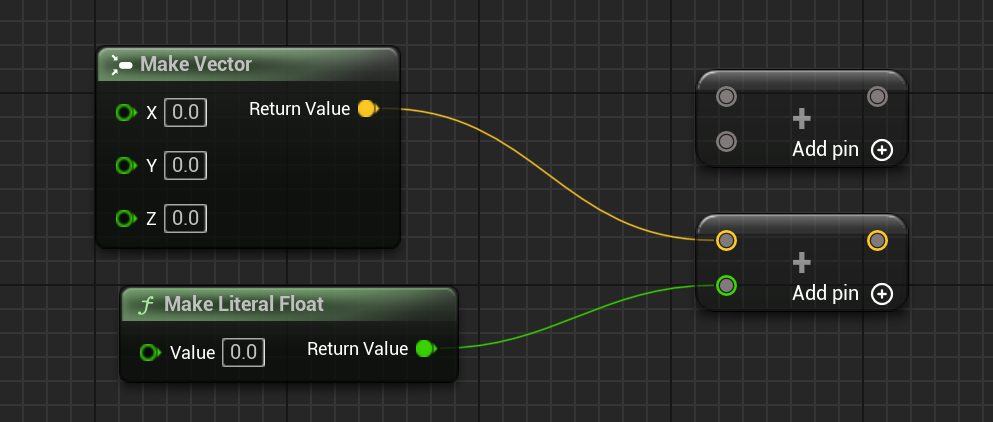 Make Vector
X 0.0
Return Value
Y 0.0
Z 0.0
Add pin
Make Literal Float
Value 0.0
Return Value
Add pin